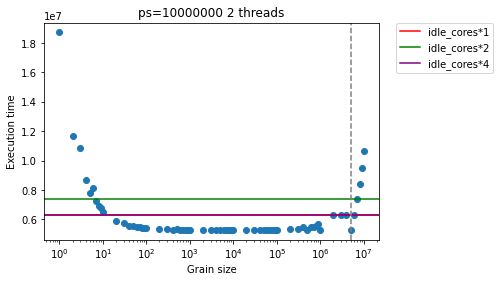 ps=10000000 2 threads
1e7
1.8
1.6
1.4
1.2
1.0
0.8
0.6
Execution time
10⁰ 10¹ 10² 10³ 10⁴ 10⁵ 10⁶ 10⁷
Grain size
idle_cores*1
idle_cores*2
idle_cores*4